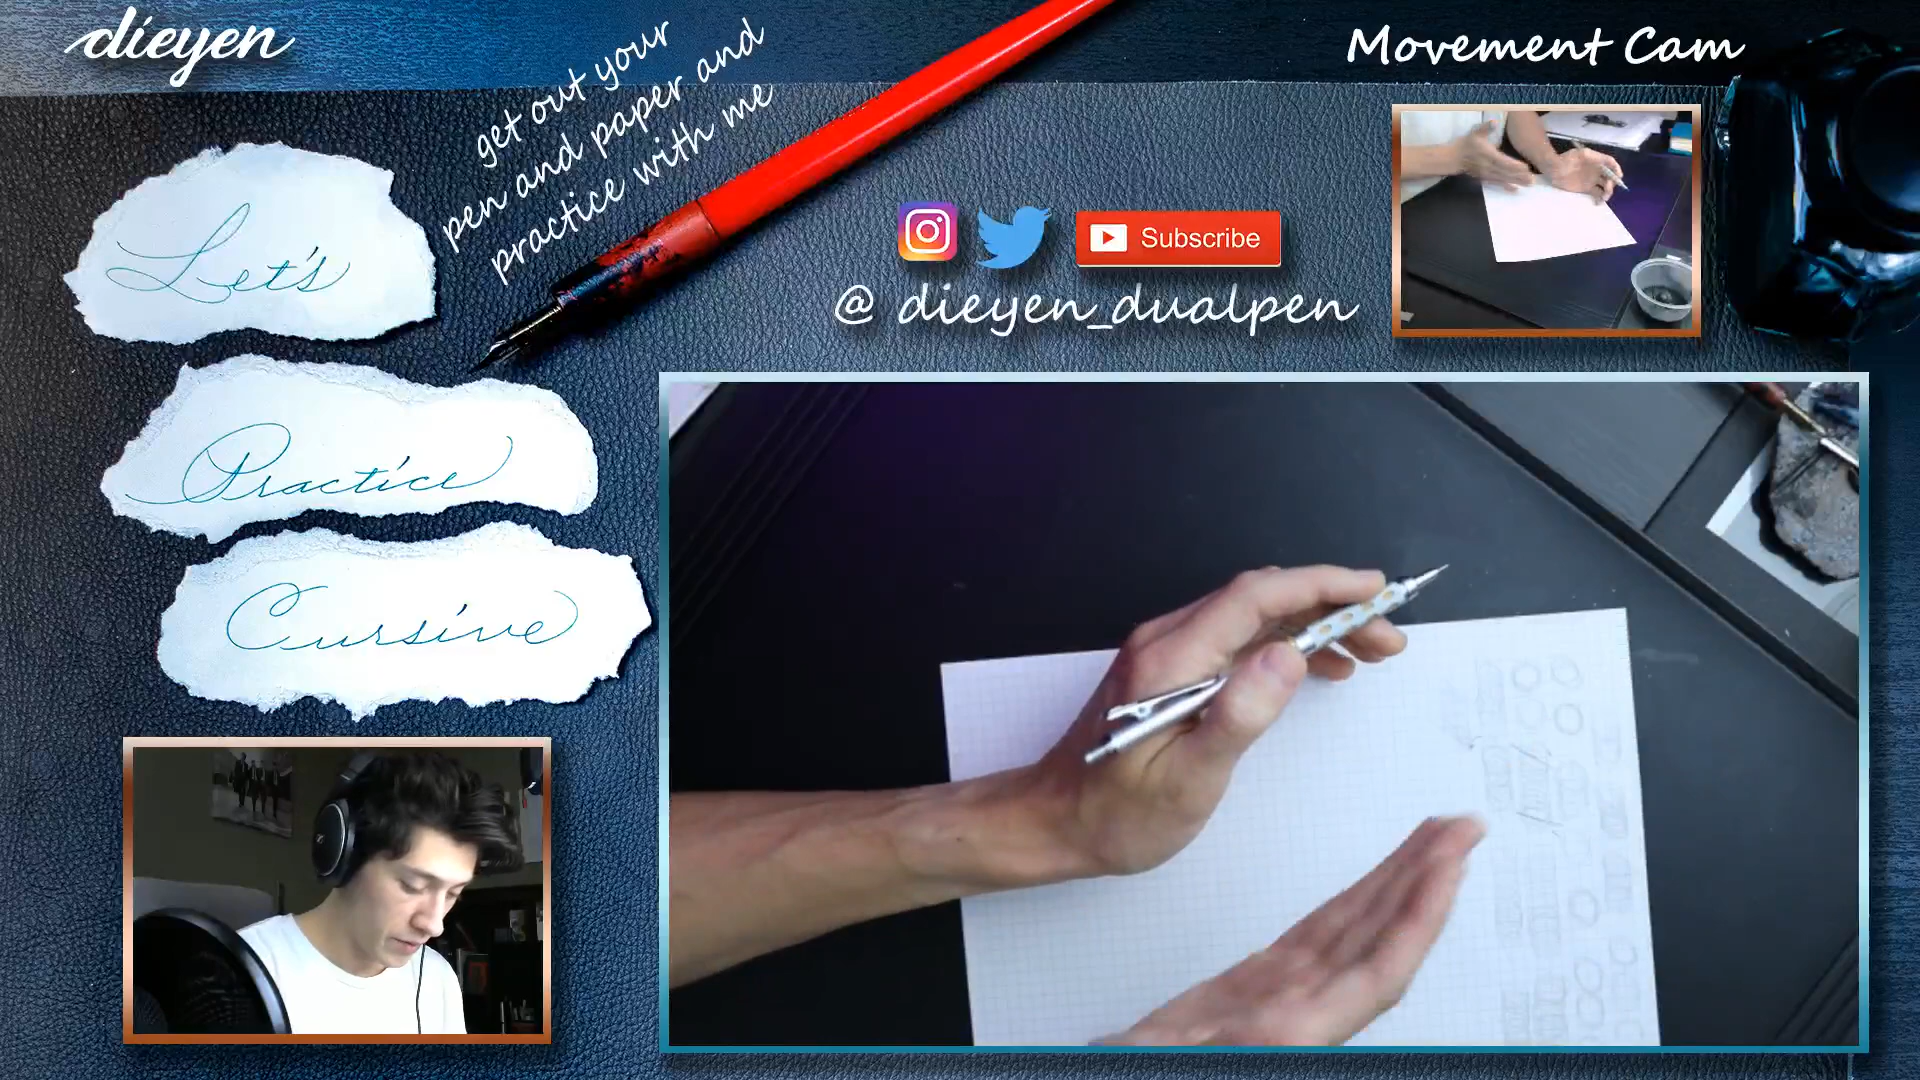 dieyen
get out your
pen and paper and
practice with me
Movement Cam
Let's
Practice
Cursive
Subscribe
@ dieyen_dualpen